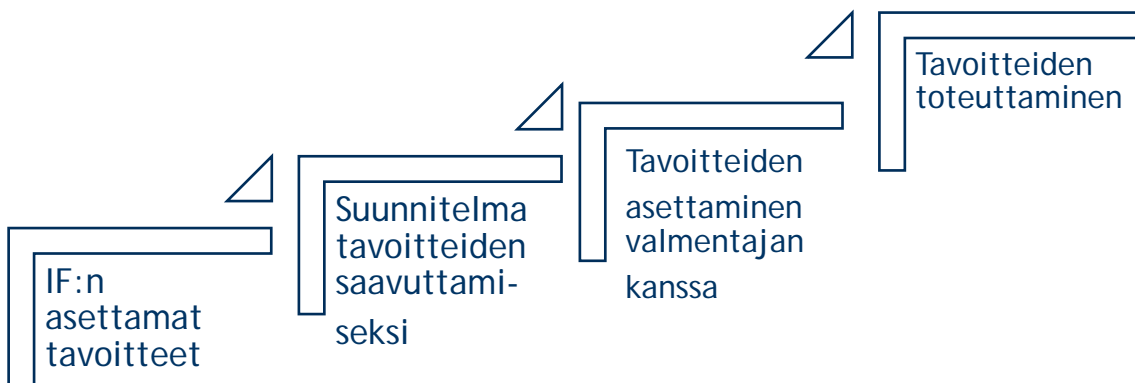 IF:n
asettamat
tavoitteet
Suunnitelma
tavoitteiden
saavuttami-
seksi
Tavoitteiden
asettaminen
valmentajan
kanssa
Tavoitteiden
toteuttaminen